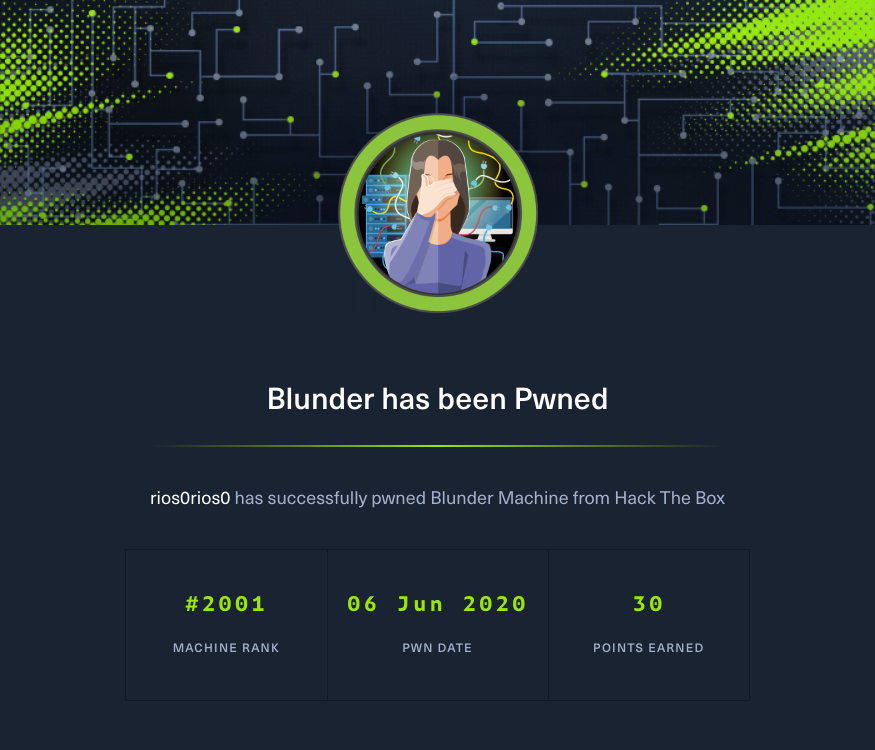 Blunder has been Pwned
rios0rios0 has successfully pwned Blunder Machine from Hack The Box
#2001
MACHINE RANK
06 Jun 2020
PWN DATE
30
POINTS EARNED